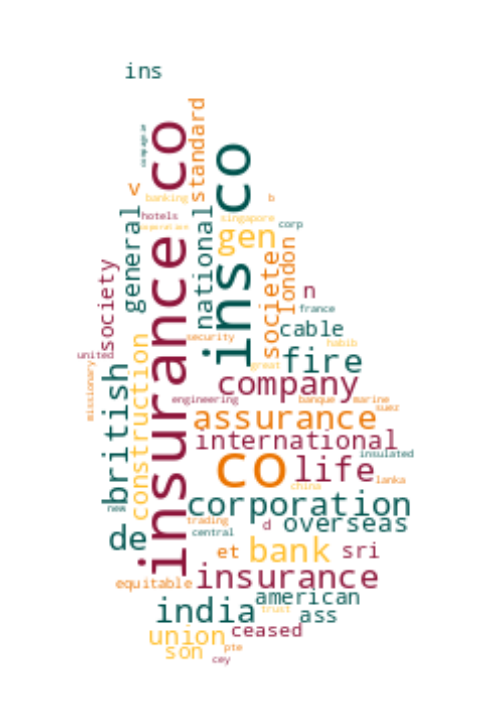 ins
insurance co
ins co
standard
v
banking
hotels
b
singapore
corp
general
national
gen
society
societe
london
n
france
cable
security
habib
united
great
fire
missionary
british
construction
company
engineering
banque
marine
suez
assurance
international
insulated
co
life
lanka
china
corporation
new
trading
d
overseas
central
de
et
bank
sri
equitable
insurance
american
india
trust
ass
union
ceased
son
pte
cey